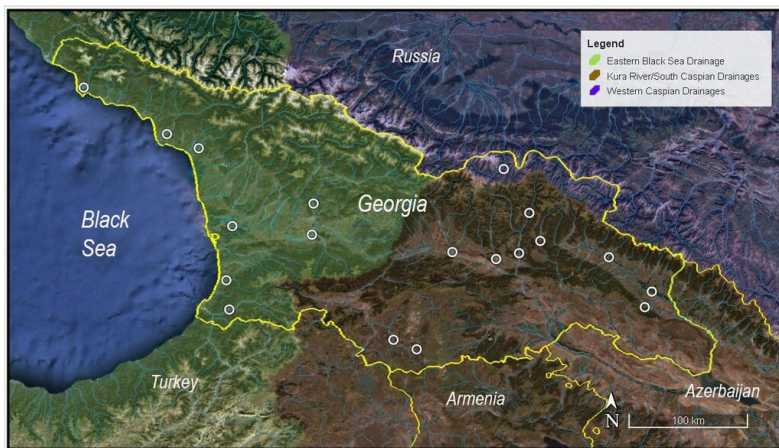 Russia
Legend
Eastern Black Sea Drainage
Kura River/South Caspian Drainages
Western Caspian Drainages
Georgia
Black
Sea
Turkey
Armenia
Azerbaijan
N
100 km